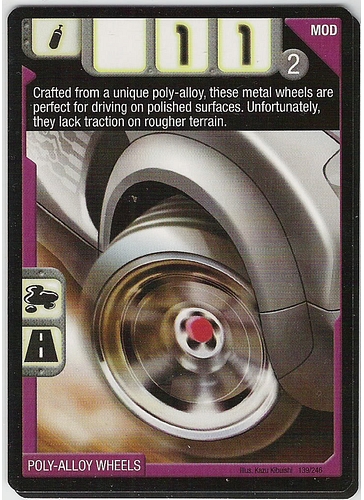 1 1
MOD
2
Crafted from a unique poly-alloy, these metal wheels are
perfect for driving on polished surfaces. Unfortunately,
they lack traction on rougher terrain.
POLY-ALLOY WHEELS
Illus. Kazu Kibuishi 139/246